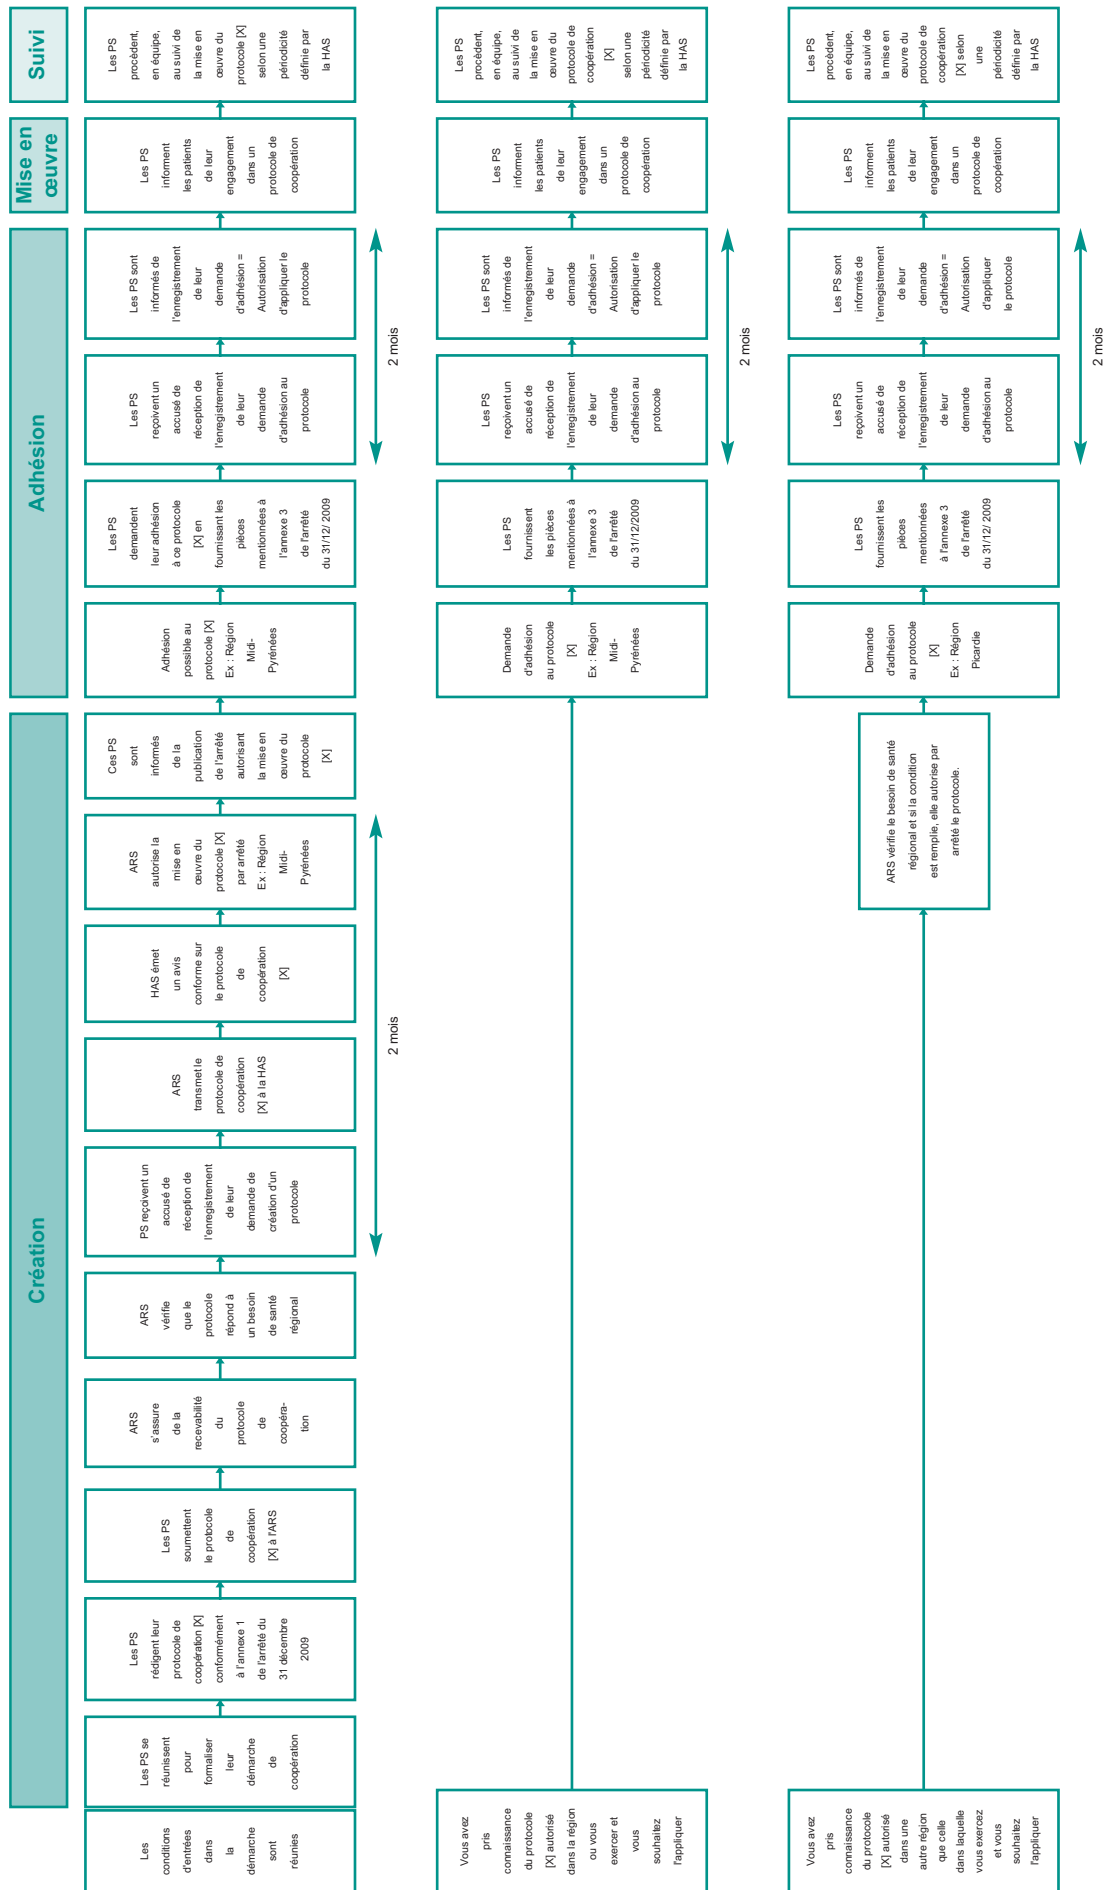 Création
Adhésion
Mise en
œuvre
Suivi
Les
conditions
d'entrées
dans
la
démarche
sont
réunies
Les PS se
réunissent
pour
formaliser
leur
démarche
de
coopération
Les PS
rédigent leur
protocole de
coopération [X]
conformément
à l'annexe 1
de l'arrêté du
31 décembre
2009
Les PS
soumettent
le protocole
de
coopération
[X] à l'ARS
ARS
s'assure
de la
recevabilité
du
protocole
de
coopéra-
tion
ARS
vérifie
que le
protocole
répond à
un besoin
de santé
régional
PS reçoivent un
accusé de
réception de
l'enregistrement
de leur
demande de
création d'un
protocole
ARS
transmet le
protocole de
coopération
[X] à la HAS
HAS émet
un avis
conforme sur
le protocole
de
coopération
[X]
ARS
autorise la
mise en
œuvre du
protocole [X]
par arrêté
Ex : Région
Midi-
Pyrénées
2 mois
Ces PS
sont
informés
de la
publication
de l'arrêté
autorisant
la mise en
œuvre du
protocole
[X]
Adhésion
possible au
protocole [X]
Ex : Région
Midi-
Pyrénées
Les PS
demandent
leur adhésion
à ce protocole
[X] en
fournissant les
pièces
mentionnées à
l'annexe 3
de l'arrêté
du 31/12/ 2009
Les PS
reçoivent un
accusé de
réception de
l'enregistrement
de leur
demande
d'adhésion au
protocole
Les PS sont
informés de
l'enregistrement
de leur
demande
d'adhésion =
Autorisation
d'appliquer le
protocole
2 mois
Les PS
informent
les patients
de leur
engagement
dans un
protocole de
coopération
Les PS
procèdent,
en équipe,
au suivi de
la mise en
œuvre du
protocole [X]
selon une
périodicité
définie par
la HAS
Vous avez
pris
connaissance
du protocole
[X] autorisé
dans la région
ou vous
exercer et
vous
souhaitez
l'appliquer
Demande
d'adhésion
au protocole
[X]
Ex : Région
Midi-
Pyrénées
Les PS
fournissent
les pièces
mentionnées à
l'annexe 3
de l'arrêté
du 31/12/2009
Les PS
reçoivent un
accusé de
réception de
l'enregistrement
de leur
demande
d'adhésion au
protocole
Les PS sont
informés de
l'enregistrement
de leur
demande
d'adhésion =
Autorisation
d'appliquer le
protocole
2 mois
Les PS
informent
les patients
de leur
engagement
dans un
protocole de
coopération
Les PS
procèdent,
en équipe,
au suivi de
la mise en
œuvre du
protocole de
coopération
[X]
selon une
périodicité
définie par
la HAS
Vous avez
pris
connaissance
du protocole
[X] autorisé
dans une
autre région
que celle
dans laquelle
vous exercez
et vous
souhaitez
l'appliquer
ARS vérifie le besoin de santé
régional et si la condition
est remplie, elle autorise par
arrêté le protocole.
Demande
d'adhésion
au protocole
[X]
Ex : Région
Picardie
Les PS
fournissent les
pièces
mentionnées
à l'annexe 3
de l'arrêté
du 31/12/ 2009
Les PS
reçoivent un
accusé de
réception de
l'enregistrement
de leur
demande
d'adhésion au
protocole
Les PS sont
informés de
l'enregistrement
de leur
demande
d'adhésion =
Autorisation
d'appliquer
le protocole
2 mois
Les PS
informent
les patients
de leur
engagement
dans un
protocole de
coopération
Les PS
procèdent,
en équipe,
au suivi de
la mise en
œuvre du
protocole de
coopération
[X] selon
une
périodicité
définie par
la HAS